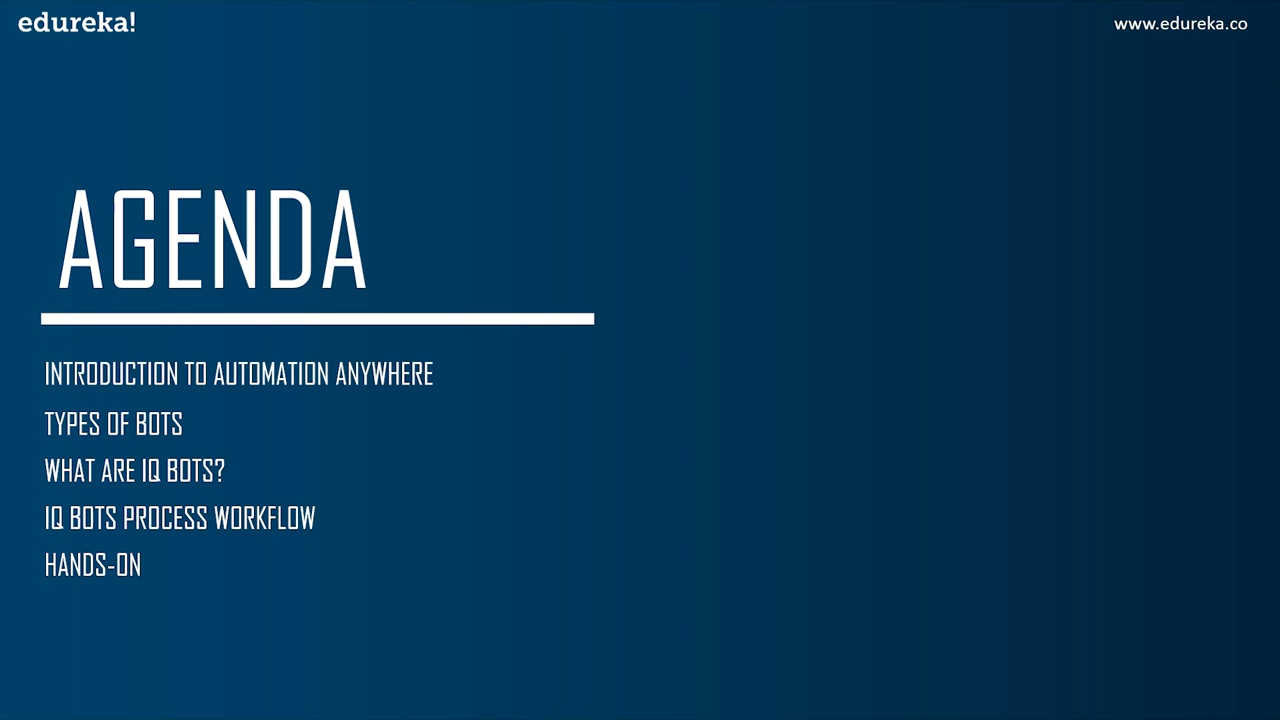 edureka!
www.edureka.co
AGENDA
INTRODUCTION TO AUTOMATION ANYWHERE
TYPES OF BOTS
WHAT ARE IQ BOTS?
IQ BOTS PROCESS WORKFLOW
HANDS-ON